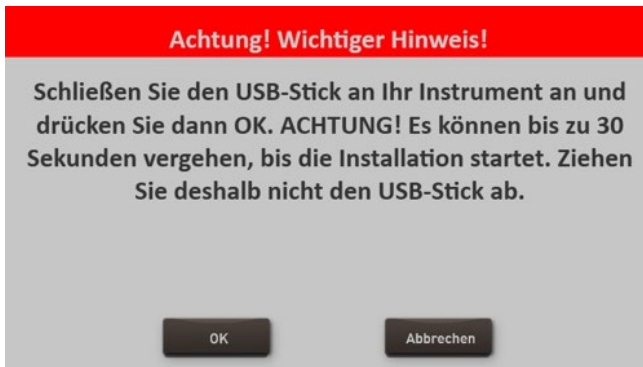 Achtung! Wichtiger Hinweis!
Schließen Sie den USB-Stick an Ihr Instrument an und
drücken Sie dann OK. ACHTUNG! Es können bis zu 30
Sekunden vergehen, bis die Installation startet. Ziehen
Sie deshalb nicht den USB-Stick ab.
OK
Abbrechen